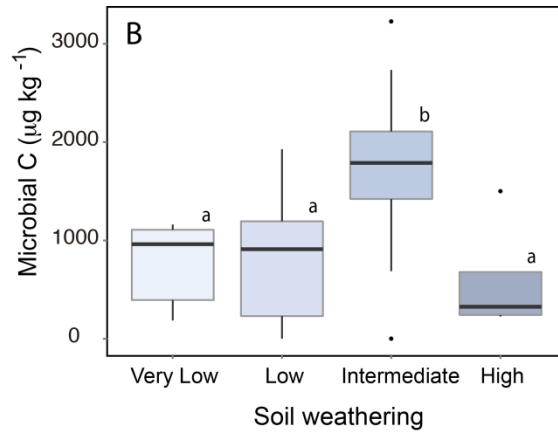 B
Microbial C (µg kg⁻¹)
3000
2000
1000
0
a
a
b
a
Very Low
Low
Intermediate
High
Soil weathering